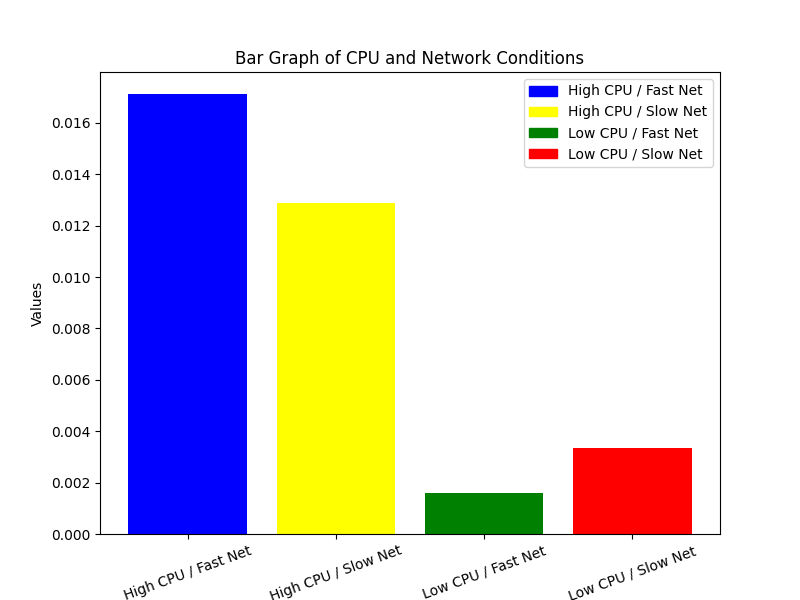 Bar Graph of CPU and Network Conditions
High CPU / Fast Net
High CPU / Slow Net
Low CPU / Fast Net
Low CPU / Slow Net
Values
0.016
0.014
0.012
0.010
0.008
0.006
0.004
0.002
0.000
High CPU / Fast Net
High CPU / Slow Net
Low CPU / Fast Net
Low CPU / Slow Net